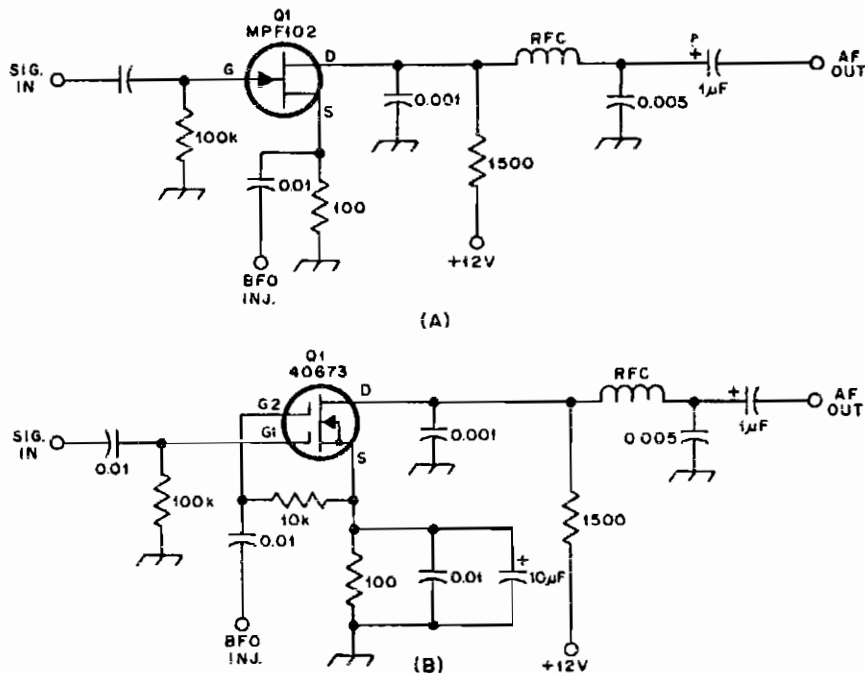 Q1
MPF102
SIG.
IN
G
D
S
100k
0.01
100
BFO
INJ.
0.001
1500
+12V
RFC
0.005
+
1µF
AF
OUT
(A)
Q1
40673
SIG.
IN
0.01
100k
G2
G1
D
S
10k
0.01
BFO
INJ.
100
0.01
+
10µF
0.001
1500
+12V
RFC
0.005
+
1µF
AF
OUT
(B)